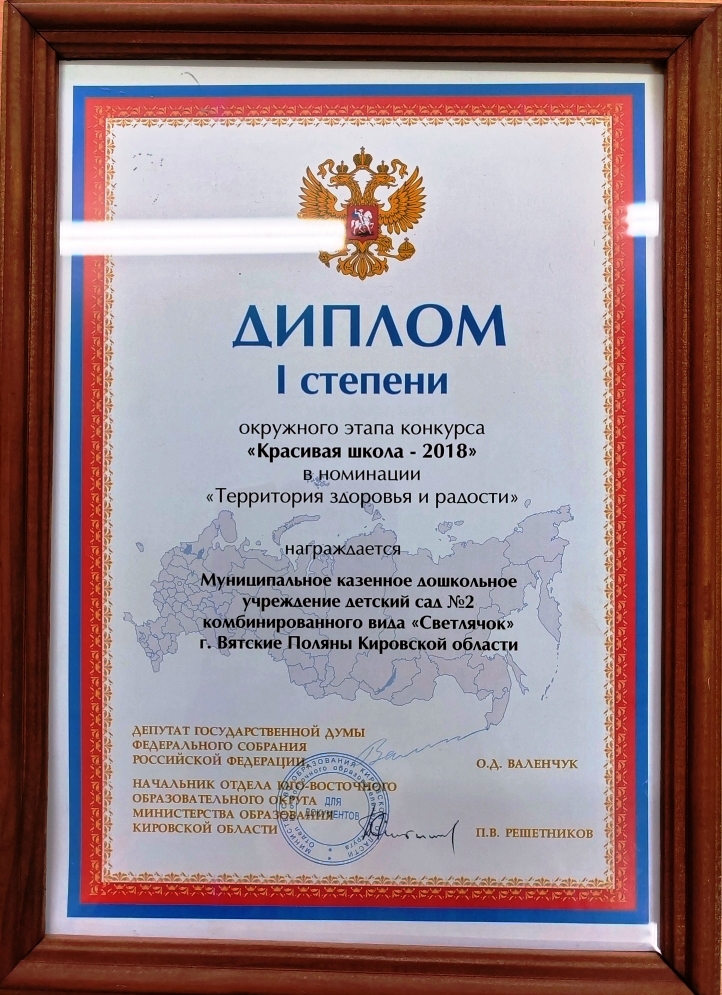 ДИПЛОМ
I степени
окружного этапа конкурса
«Красивая школа - 2018»
в номинации
«Территория здоровья и радости»
награждается
Муниципальное казенное дошкольное
учреждение детский сад №2
комбинированного вида «Светлячок»
г. Вятские Поляны Кировской области
ДЕПУТАТ ГОСУДАРСТВЕННОЙ ДУМЫ
ФЕДЕРАЛЬНОГО СОБРАНИЯ
РОССИЙСКОЙ ФЕДЕРАЦИИ
О.Д. ВАЛЕНЧУК
НАЧАЛЬНИК ОТДЕЛА ЮГО-ВОСТОЧНОГО
ОБРАЗОВАТЕЛЬНОГО ОКРУГА
МИНИСТЕРСТВА ОБРАЗОВАНИЯ
КИРОВСКОЙ ОБЛАСТИ
П.В. РЕШЕТНИКОВ
ДЛЯ
ДОКУМЕНТОВ